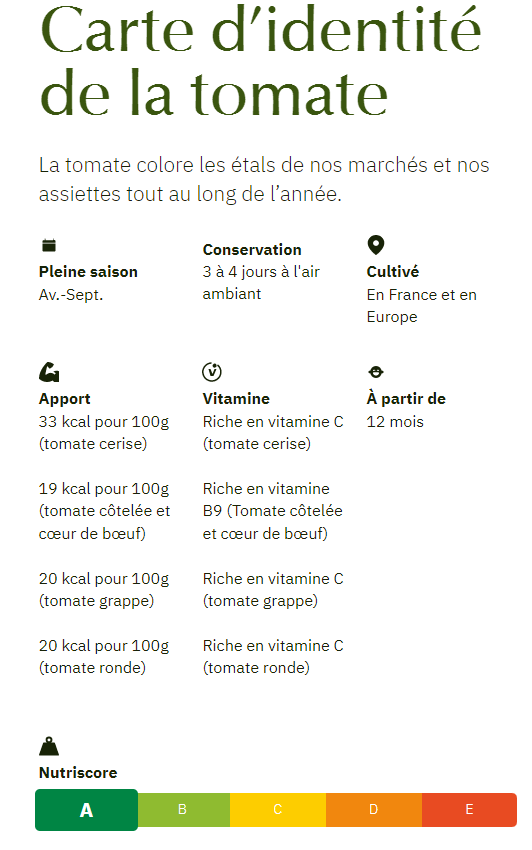 Carte d’identité
de la tomate
La tomate colore les étals de nos marchés et nos
assiettes tout au long de l’année.
Pleine saison
Av.-Sept.
Conservation
3 à 4 jours à l'air
ambiant
Cultivé
En France et en
Europe
Apport
33 kcal pour 100g
(tomate cerise)
19 kcal pour 100g
(tomate côtelée et
cœur de bœuf)
20 kcal pour 100g
(tomate grappe)
20 kcal pour 100g
(tomate ronde)
Vitamine
Riche en vitamine C
(tomate cerise)
Riche en vitamine
B9 (Tomate côtelée
et cœur de bœuf)
Riche en vitamine C
(tomate grappe)
Riche en vitamine C
(tomate ronde)
À partir de
12 mois
Nutriscore
A B C D E